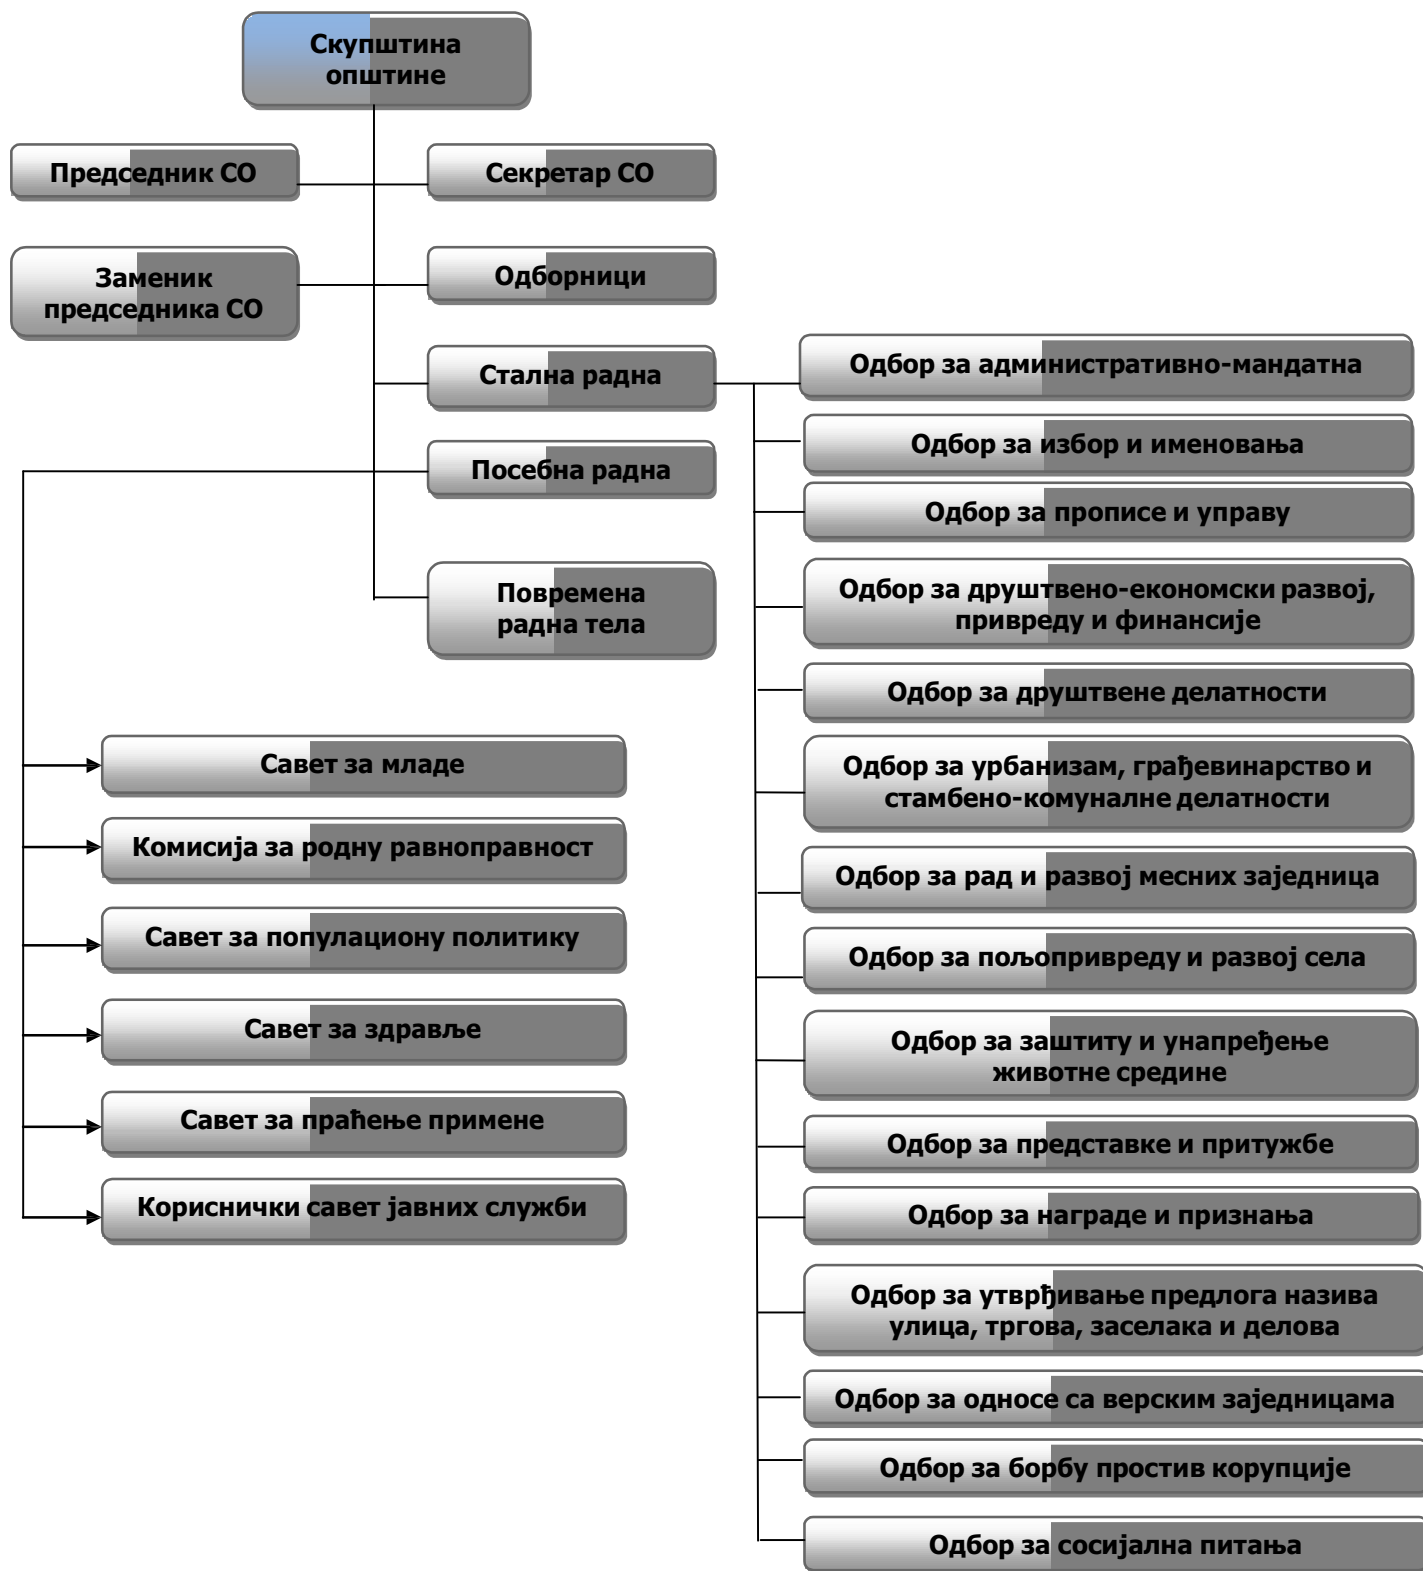 Скупштина
општине
Председник СО
Секретар СО
Заменик
председника СО
Одборници
Стална радна
Посебна радна
Повремена
радна тела
Одбор за административно-мандатна
Одбор за избор и именовања
Одбор за прописе и управу
Одбор за друштвено-економски развој,
привреду и финансије
Одбор за друштвене делатности
Одбор за урбанизам, грађевинарство и
стамбено-комуналне делатности
Одбор за рад и развој месних заједница
Одбор за пољопривреду и развој села
Одбор за заштиту и унапређење
животне средине
Одбор за представке и притужбе
Одбор за награде и признања
Одбор за утврђивање предлога назива
улица, тргова, заселака и делова
Одбор за односе са верским заједницама
Одбор за борбу простив корупције
Одбор за сосијална питања
Савет за младе
Комисија за родну равноправност
Савет за популациону политику
Савет за здравље
Савет за праћење примене
Кориснички савет јавних служби